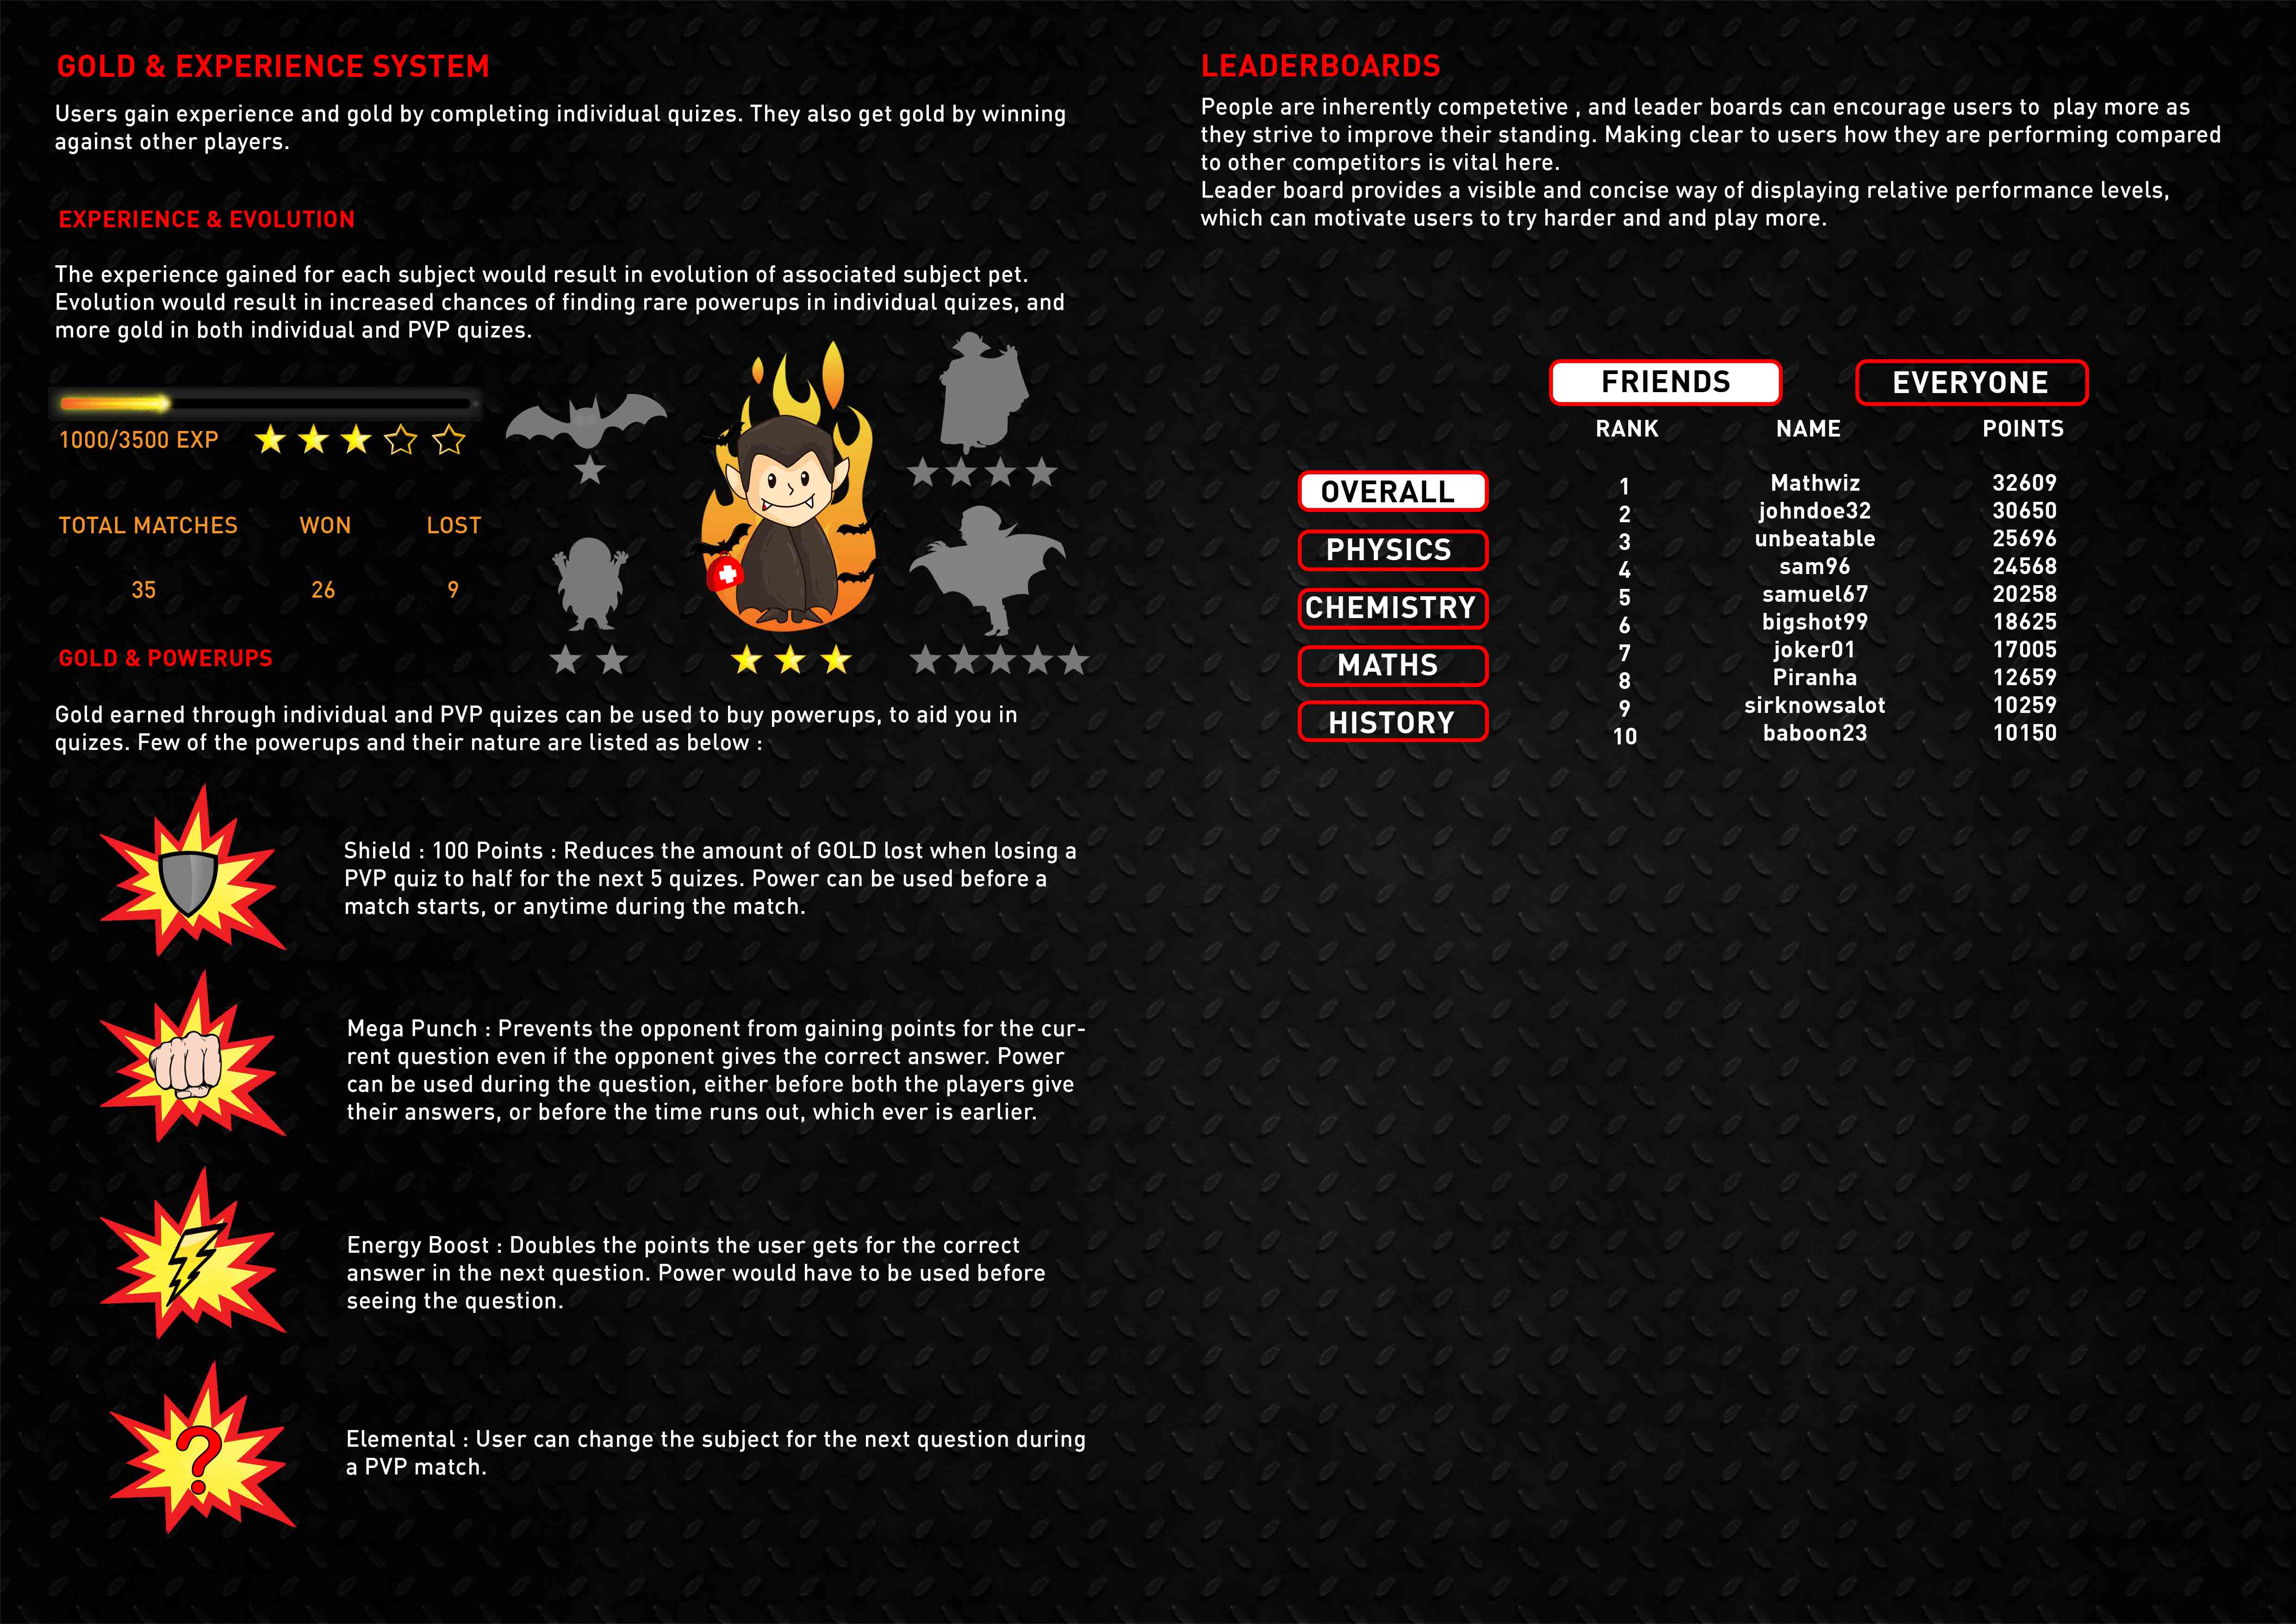 GOLD & EXPERIENCE SYSTEM
Users gain experience and gold by completing individual quizes. They also get gold by winning
against other players.
EXPERIENCE & EVOLUTION
The experience gained for each subject would result in evolution of associated subject pet.
Evolution would result in increased chances of finding rare powerups in individual quizes, and
more gold in both individual and PVP quizes.
1000/3500 EXP
TOTAL MATCHES WON LOST
35 26 9
GOLD & POWERUPS
Gold earned through individual and PVP quizes can be used to buy powerups, to aid you in
quizes. Few of the powerups and their nature are listed as below :
Shield : 100 Points : Reduces the amount of GOLD lost when losing a
PVP quiz to half for the next 5 quizes. Power can be used before a
match starts, or anytime during the match.
Mega Punch : Prevents the opponent from gaining points for the cur-
rent question even if the opponent gives the correct answer. Power
can be used during the question, either before both the players give
their answers, or before the time runs out, which ever is earlier.
Energy Boost : Doubles the points the user gets for the correct
answer in the next question. Power would have to be used before
seeing the question.
?
Elemental : User can change the subject for the next question during
a PVP match.
LEADERBOARDS
People are inherently competetive , and leader boards can encourage users to  play more as
they strive to improve their standing. Making clear to users how they are performing compared
to other competitors is vital here.
Leader board provides a visible and concise way of displaying relative performance levels,
which can motivate users to try harder and and play more.
FRIENDS EVERYONE
RANK NAME POINTS
OVERALL
PHYSICS
CHEMISTRY
MATHS
HISTORY
1 Mathwiz 32609
2 johndoe32 30650
3 unbeatable 25696
4 sam96 24568
5 samuel67 20258
6 bigshot99 18625
7 joker01 17005
8 Piranha 12659
9 sirknowsalot 10259
10 baboon23 10150